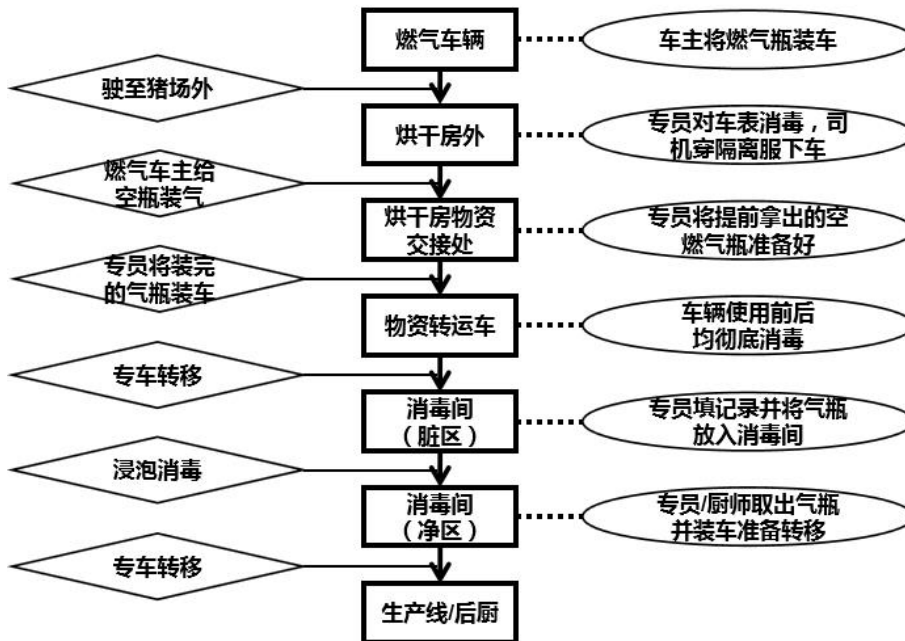 燃气车辆
车主将燃气瓶装车
驶至猪场外
烘干房外
专员对车表消毒，司
机穿隔离服下车
燃气车主给
空瓶装气
烘干房物资
交接处
专员将提前拿出的空
燃气瓶准备好
专员将装完
的气瓶装车
物资转运车
车辆使用前后
均彻底消毒
专车转移
消毒间
（脏区）
专员填记录并将气瓶
放入消毒间
浸泡消毒
消毒间
（净区）
专员/厨师取出气瓶
并装车准备转移
专车转移
生产线/后厨